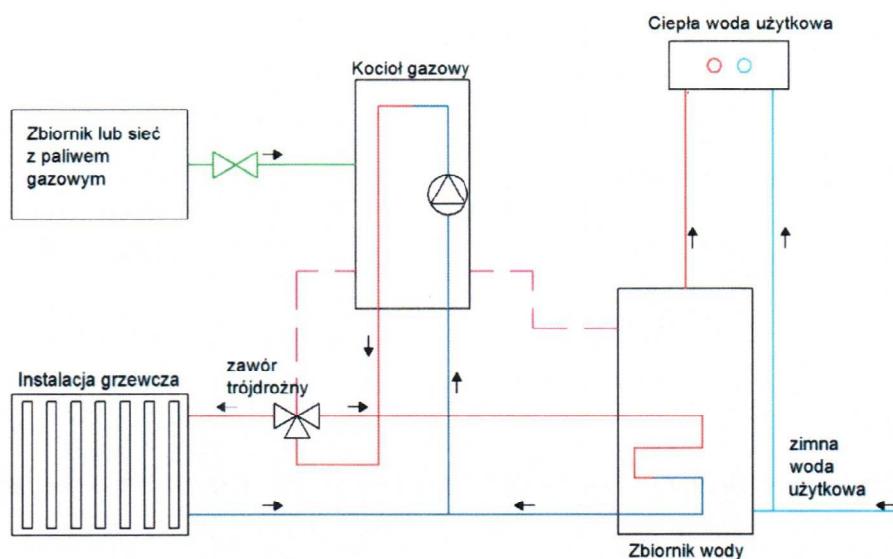 Ciepła woda użytkowa
Kocioł gazowy
Zbiornik lub sieć
z paliwem
gazowym
zawór
trójdrożny
Instalacja grzewcza
zimna
woda
użytkowa
Zbiornik wody